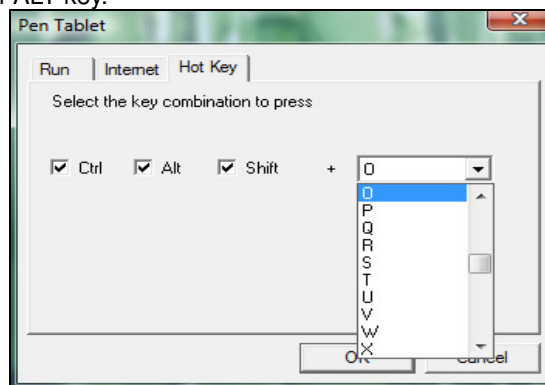 ALT key.
Pen Tablet
Run Internet Hot Key
Select the key combination to press
Ctrl Alt Shift + O
O
P
Q
R
S
T
U
V
W
X
OK Cancel